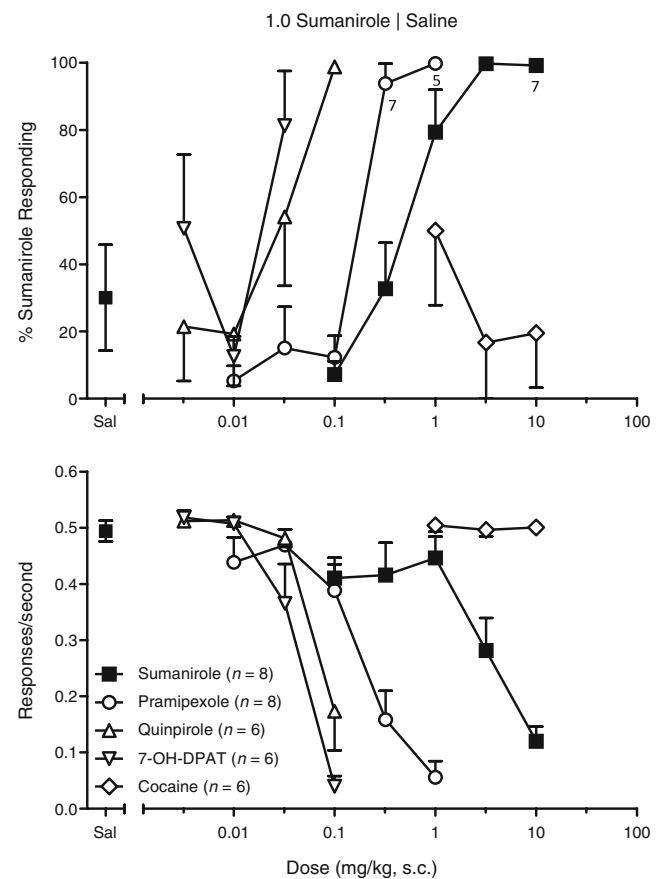 1.0 Sumanirole | Saline
% Sumanirole Responding
100
80
60
40
20
0
7
5
7
Sal
0.01
0.1
1
10
100
Responses/second
0.6
0.5
0.4
0.3
0.2
0.1
0.0
Sumanirole (n = 8)
Pramipexole (n = 8)
Quinpirole (n = 6)
7-OH-DPAT (n = 6)
Cocaine (n = 6)
Sal
0.01
0.1
1
10
100
Dose (mg/kg, s.c.)